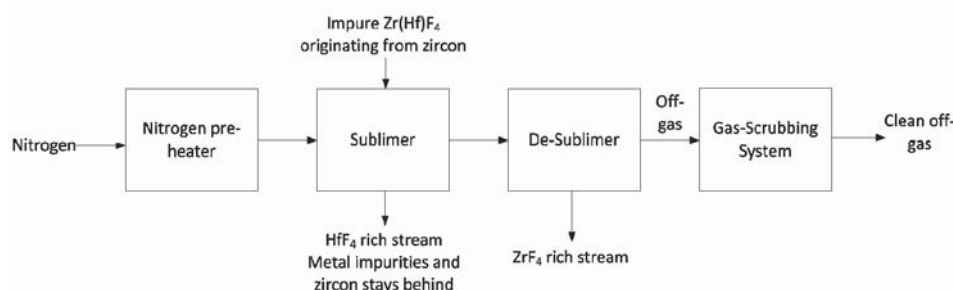 Impure Zr(Hf)F₄
originating from zircon
Nitrogen
Nitrogen pre-
heater
Sublimer
De-Sublimer
Off-
gas
Gas-Scrubbing
System
Clean off-
gas
HfF₄ rich stream
Metal impurities and
zircon stays behind
ZrF₄ rich stream